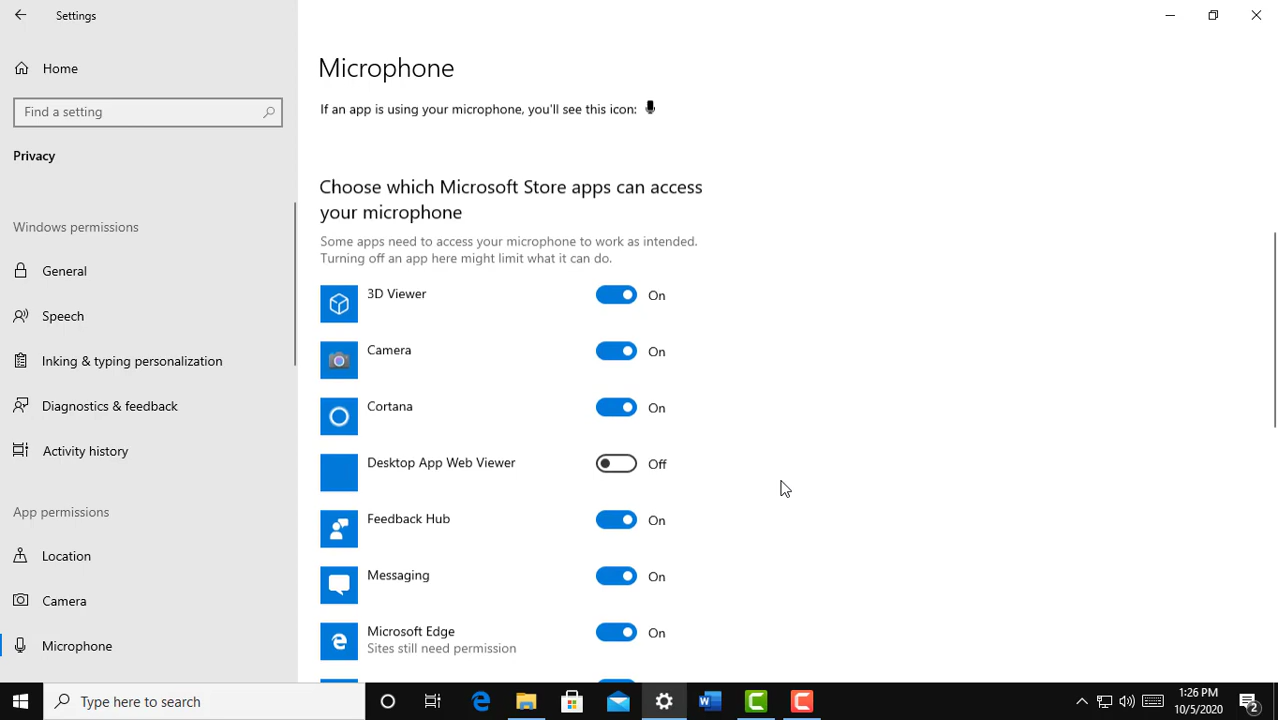 Settings
Home
Find a setting
Privacy
Windows permissions
General
Speech
Inking & typing personalization
Diagnostics & feedback
Activity history
App permissions
Location
Camera
Microphone
Microphone
If an app is using your microphone, you'll see this icon:
Choose which Microsoft Store apps can access
your microphone
Some apps need to access your microphone to work as intended.
Turning off an app here might limit what it can do.
3D Viewer On
Camera On
Cortana On
Desktop App Web Viewer Off
Feedback Hub On
Messaging On
Microsoft Edge On
Sites still need permission
Type here to search
1:26 PM
10/5/2020
2